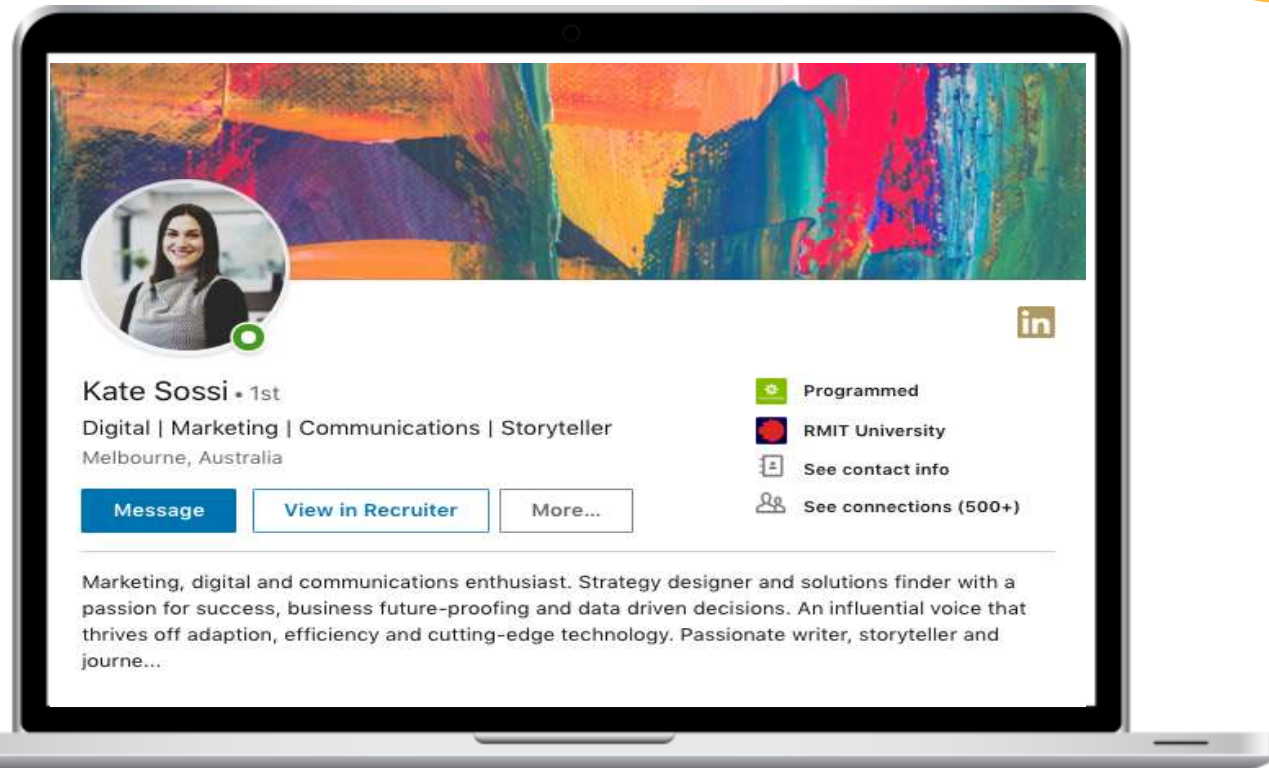 in
Kate Sossi • 1st
Digital | Marketing | Communications | Storyteller
Melbourne, Australia
Message
View in Recruiter
More...
Programmed
RMIT University
See contact info
See connections (500+)
Marketing, digital and communications enthusiast. Strategy designer and solutions finder with a
passion for success, business future-proofing and data driven decisions. An influential voice that
thrives off adaption, efficiency and cutting-edge technology. Passionate writer, storyteller and
journe...